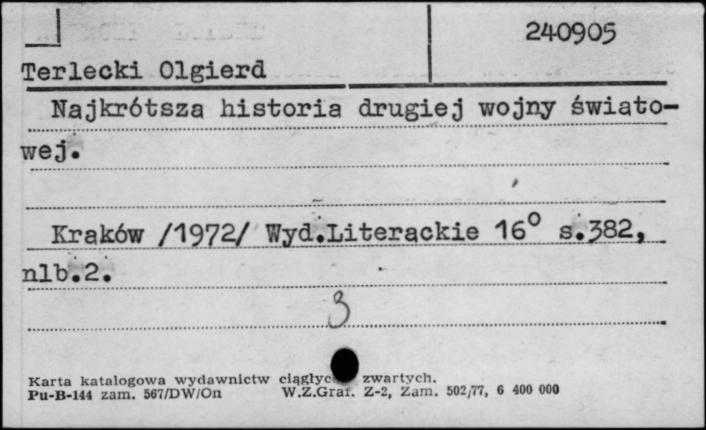 240905
Terlecki Olgierd
Najkrótsza historia drugiej wojny świato-
wej.
Kraków /1972/ Wyd.Literackie 16° s.382,
nlb.2.
3
Karta katalogowa wydawnictw zwartych.
Pu-B-144 zam. 567/DW/On W.Z.Graf. Z-2, Zam. 502/77, 6 400 000